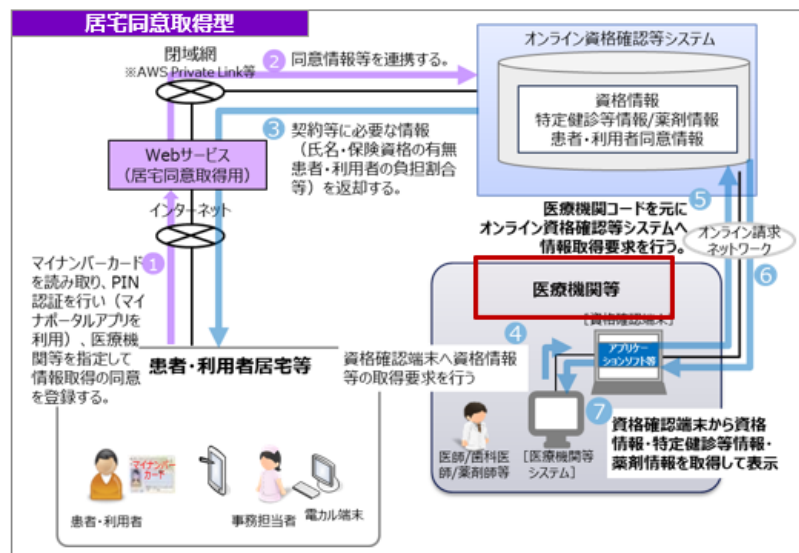 居宅同意取得型
閉域網
※AWS Private Link等
② 同意情報等を連携する。
オンライン資格確認等システム
資格情報
特定健診等情報/薬剤情報
患者・利用者同意情報
③ 契約等に必要な情報
（氏名・保険資格の有無
患者・利用者の負担割合
等）を返却する。
Webサービス
（居宅同意取得用）
インターネット
①
マイナンバーカード
を読み取り、PIN
認証を行い（マイ
ナポータルアプリを
利用）、医療機
関等を指定して
情報取得の同意
を登録する。
⑤
医療機関コードを元に
オンライン資格確認等システムへ
情報取得要求を行う。
オンライン請求
ネットワーク
⑥
医療機関等
④
[資格確認端末]
アプリケー
ションソフト等
患者・利用者居宅等
資格確認端末へ資格情報
等の取得要求を行う
⑦
資格確認端末から資格
情報・特定健診等情報・
薬剤情報を取得して表示
医師/歯科医
師/薬剤師等
[医療機関等
システム]
マイナンバー
カード
患者・利用者
事務担当者
電カル端末